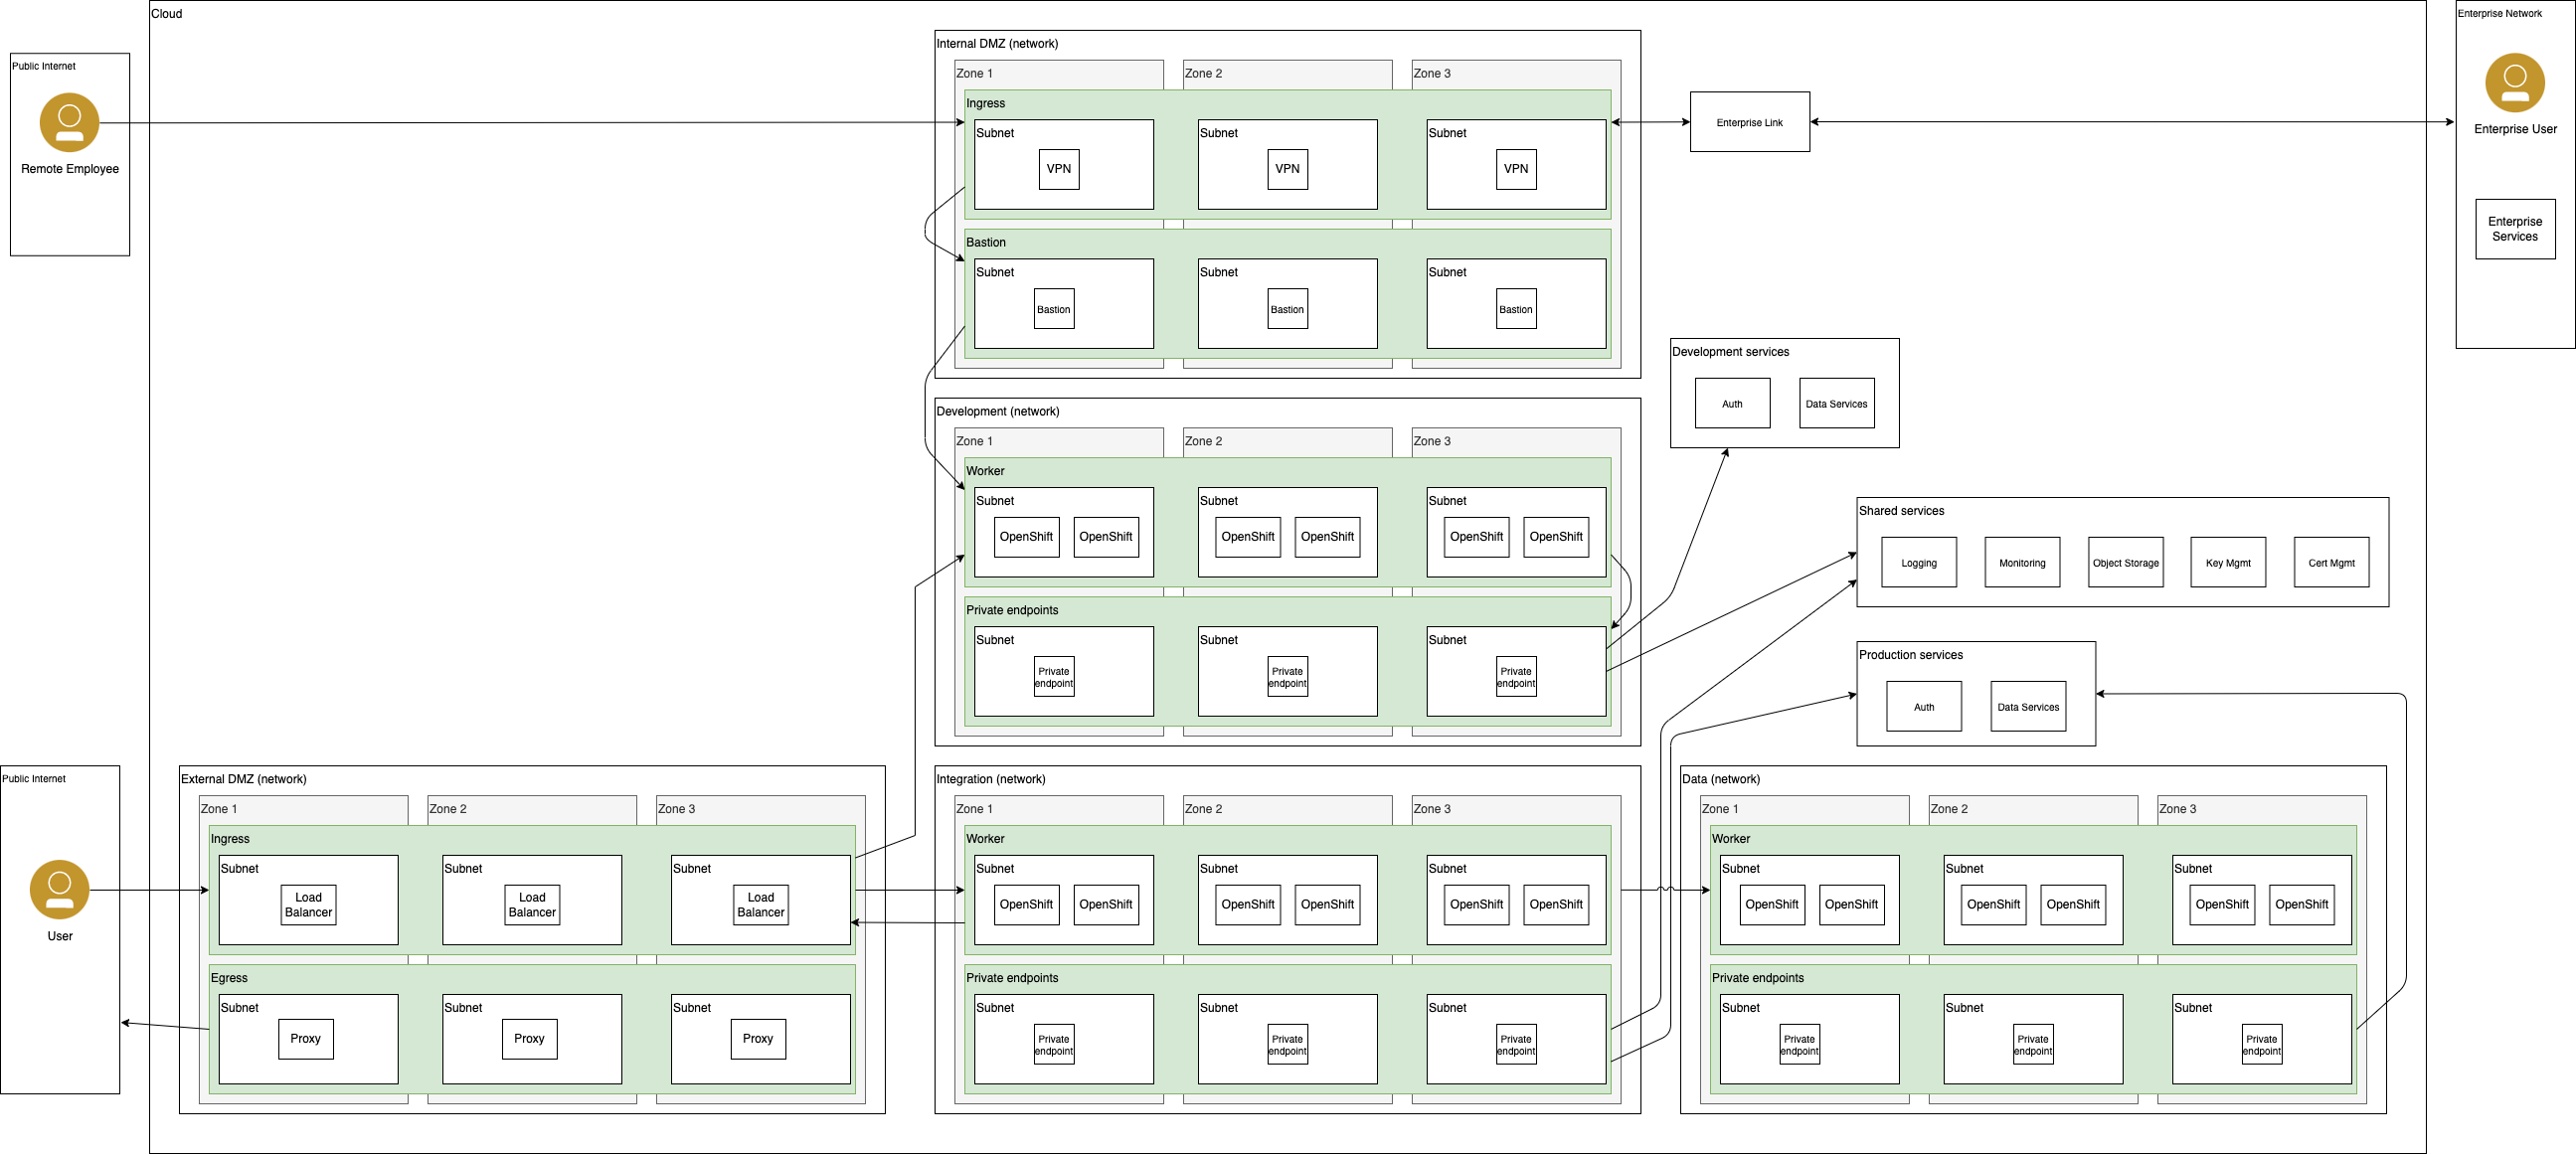 Cloud
Enterprise Network
Enterprise User
Enterprise
Services
Public Internet
Remote Employee
Internal DMZ (network)
Zone 1
Zone 2
Zone 3
Ingress
Subnet
VPN
Subnet
VPN
Subnet
VPN
Enterprise Link
Bastion
Subnet
Bastion
Subnet
Bastion
Subnet
Bastion
Development services
Auth
Data Services
Development (network)
Zone 1
Zone 2
Zone 3
Worker
Subnet
OpenShift
OpenShift
Subnet
OpenShift
OpenShift
Subnet
OpenShift
OpenShift
Private endpoints
Subnet
Private
endpoint
Subnet
Private
endpoint
Subnet
Private
endpoint
Shared services
Logging
Monitoring
Object Storage
Key Mgmt
Cert Mgmt
Production services
Auth
Data Services
Public Internet
User
External DMZ (network)
Zone 1
Zone 2
Zone 3
Ingress
Subnet
Load
Balancer
Subnet
Load
Balancer
Subnet
Load
Balancer
Egress
Subnet
Proxy
Subnet
Proxy
Subnet
Proxy
Integration (network)
Zone 1
Zone 2
Zone 3
Worker
Subnet
OpenShift
OpenShift
Subnet
OpenShift
OpenShift
Subnet
OpenShift
OpenShift
Private endpoints
Subnet
Private
endpoint
Subnet
Private
endpoint
Subnet
Private
endpoint
Data (network)
Zone 1
Zone 2
Zone 3
Worker
Subnet
OpenShift
OpenShift
Subnet
OpenShift
OpenShift
Subnet
OpenShift
OpenShift
Private endpoints
Subnet
Private
endpoint
Subnet
Private
endpoint
Subnet
Private
endpoint